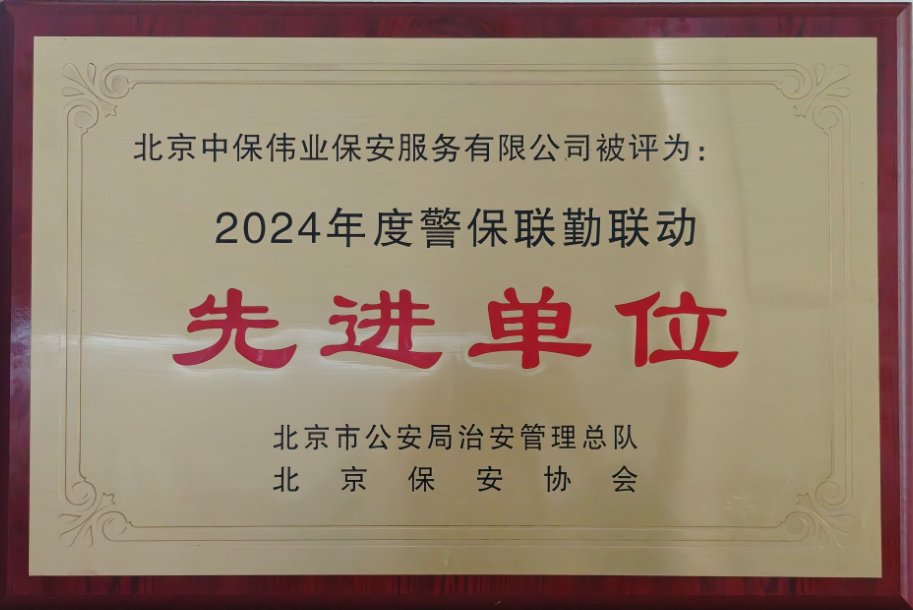 北京中保伟业保安服务有限公司被评为：
2024年度警保联勤联动
先进单位
北京市公安局治安管理总队
北京保安协会